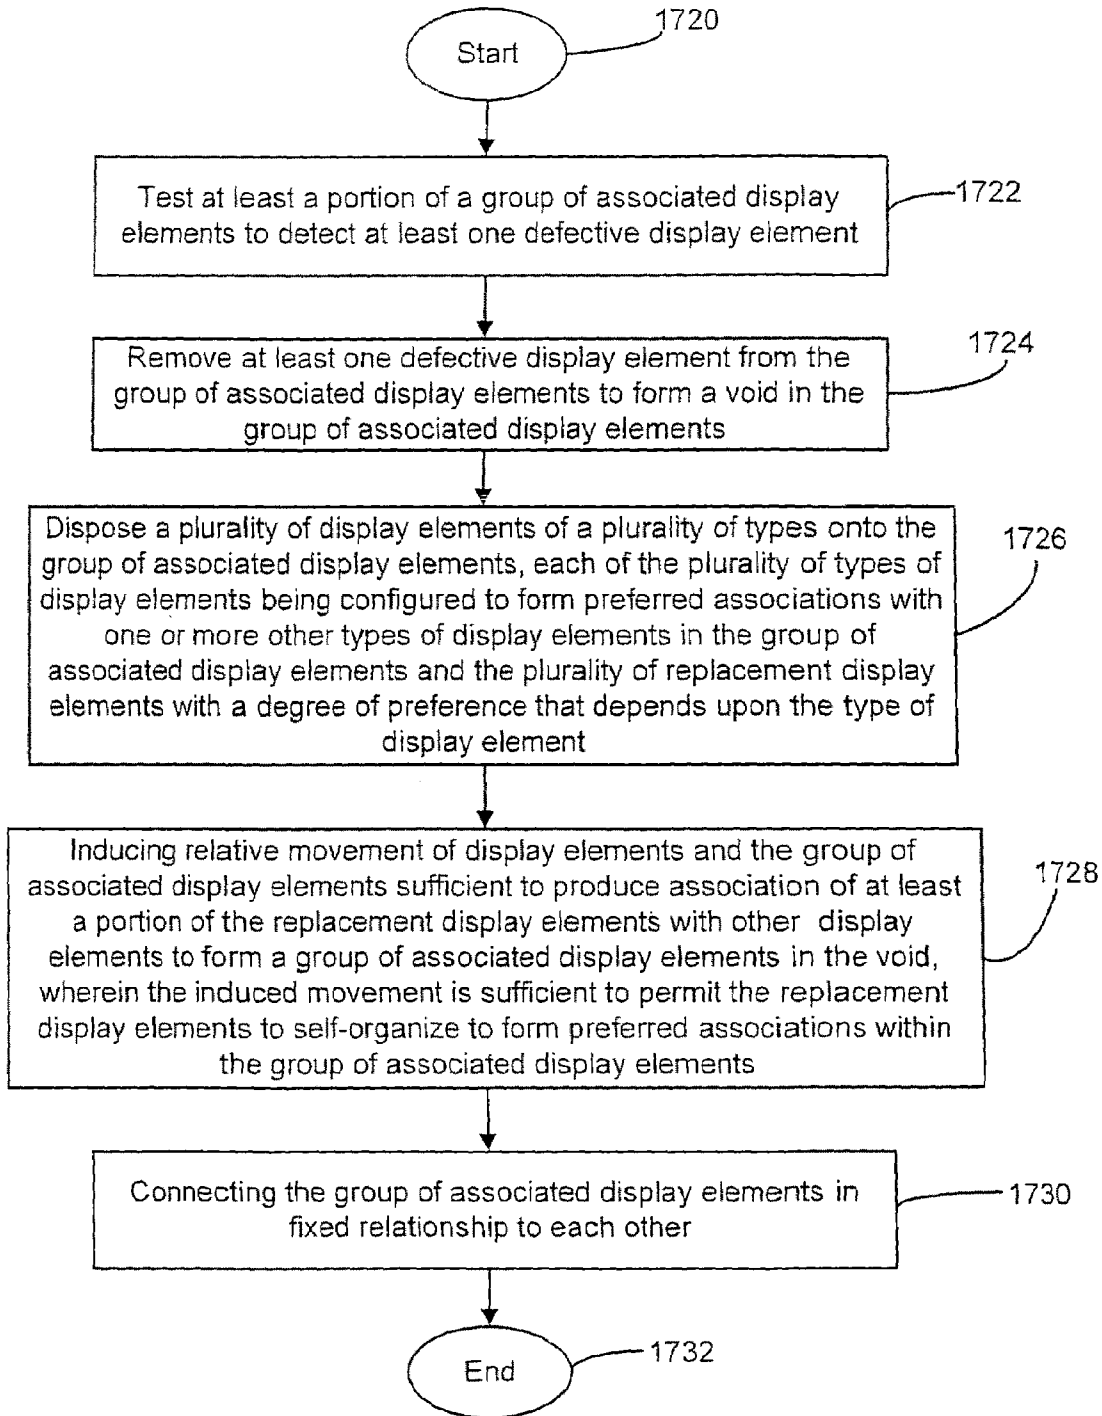 1720
Start
Test at least a portion of a group of associated display
elements to detect at least one defective display element
1722
Remove at least one defective display element from the
group of associated display elements to form a void in the
group of associated display elements
1724
Dispose a plurality of display elements of a plurality of types onto the
group of associated display elements, each of the plurality of types of
display elements being configured to form preferred associations with
one or more other types of display elements in the group of
associated display elements and the plurality of replacement display
elements with a degree of preference that depends upon the type of
display element
1726
Inducing relative movement of display elements and the group of
associated display elements sufficient to produce association of at least
a portion of the replacement display elements with other display
elements to form a group of associated display elements in the void,
wherein the induced movement is sufficient to permit the replacement
display elements to self-organize to form preferred associations within
the group of associated display elements
1728
Connecting the group of associated display elements in
fixed relationship to each other
1730
End
1732